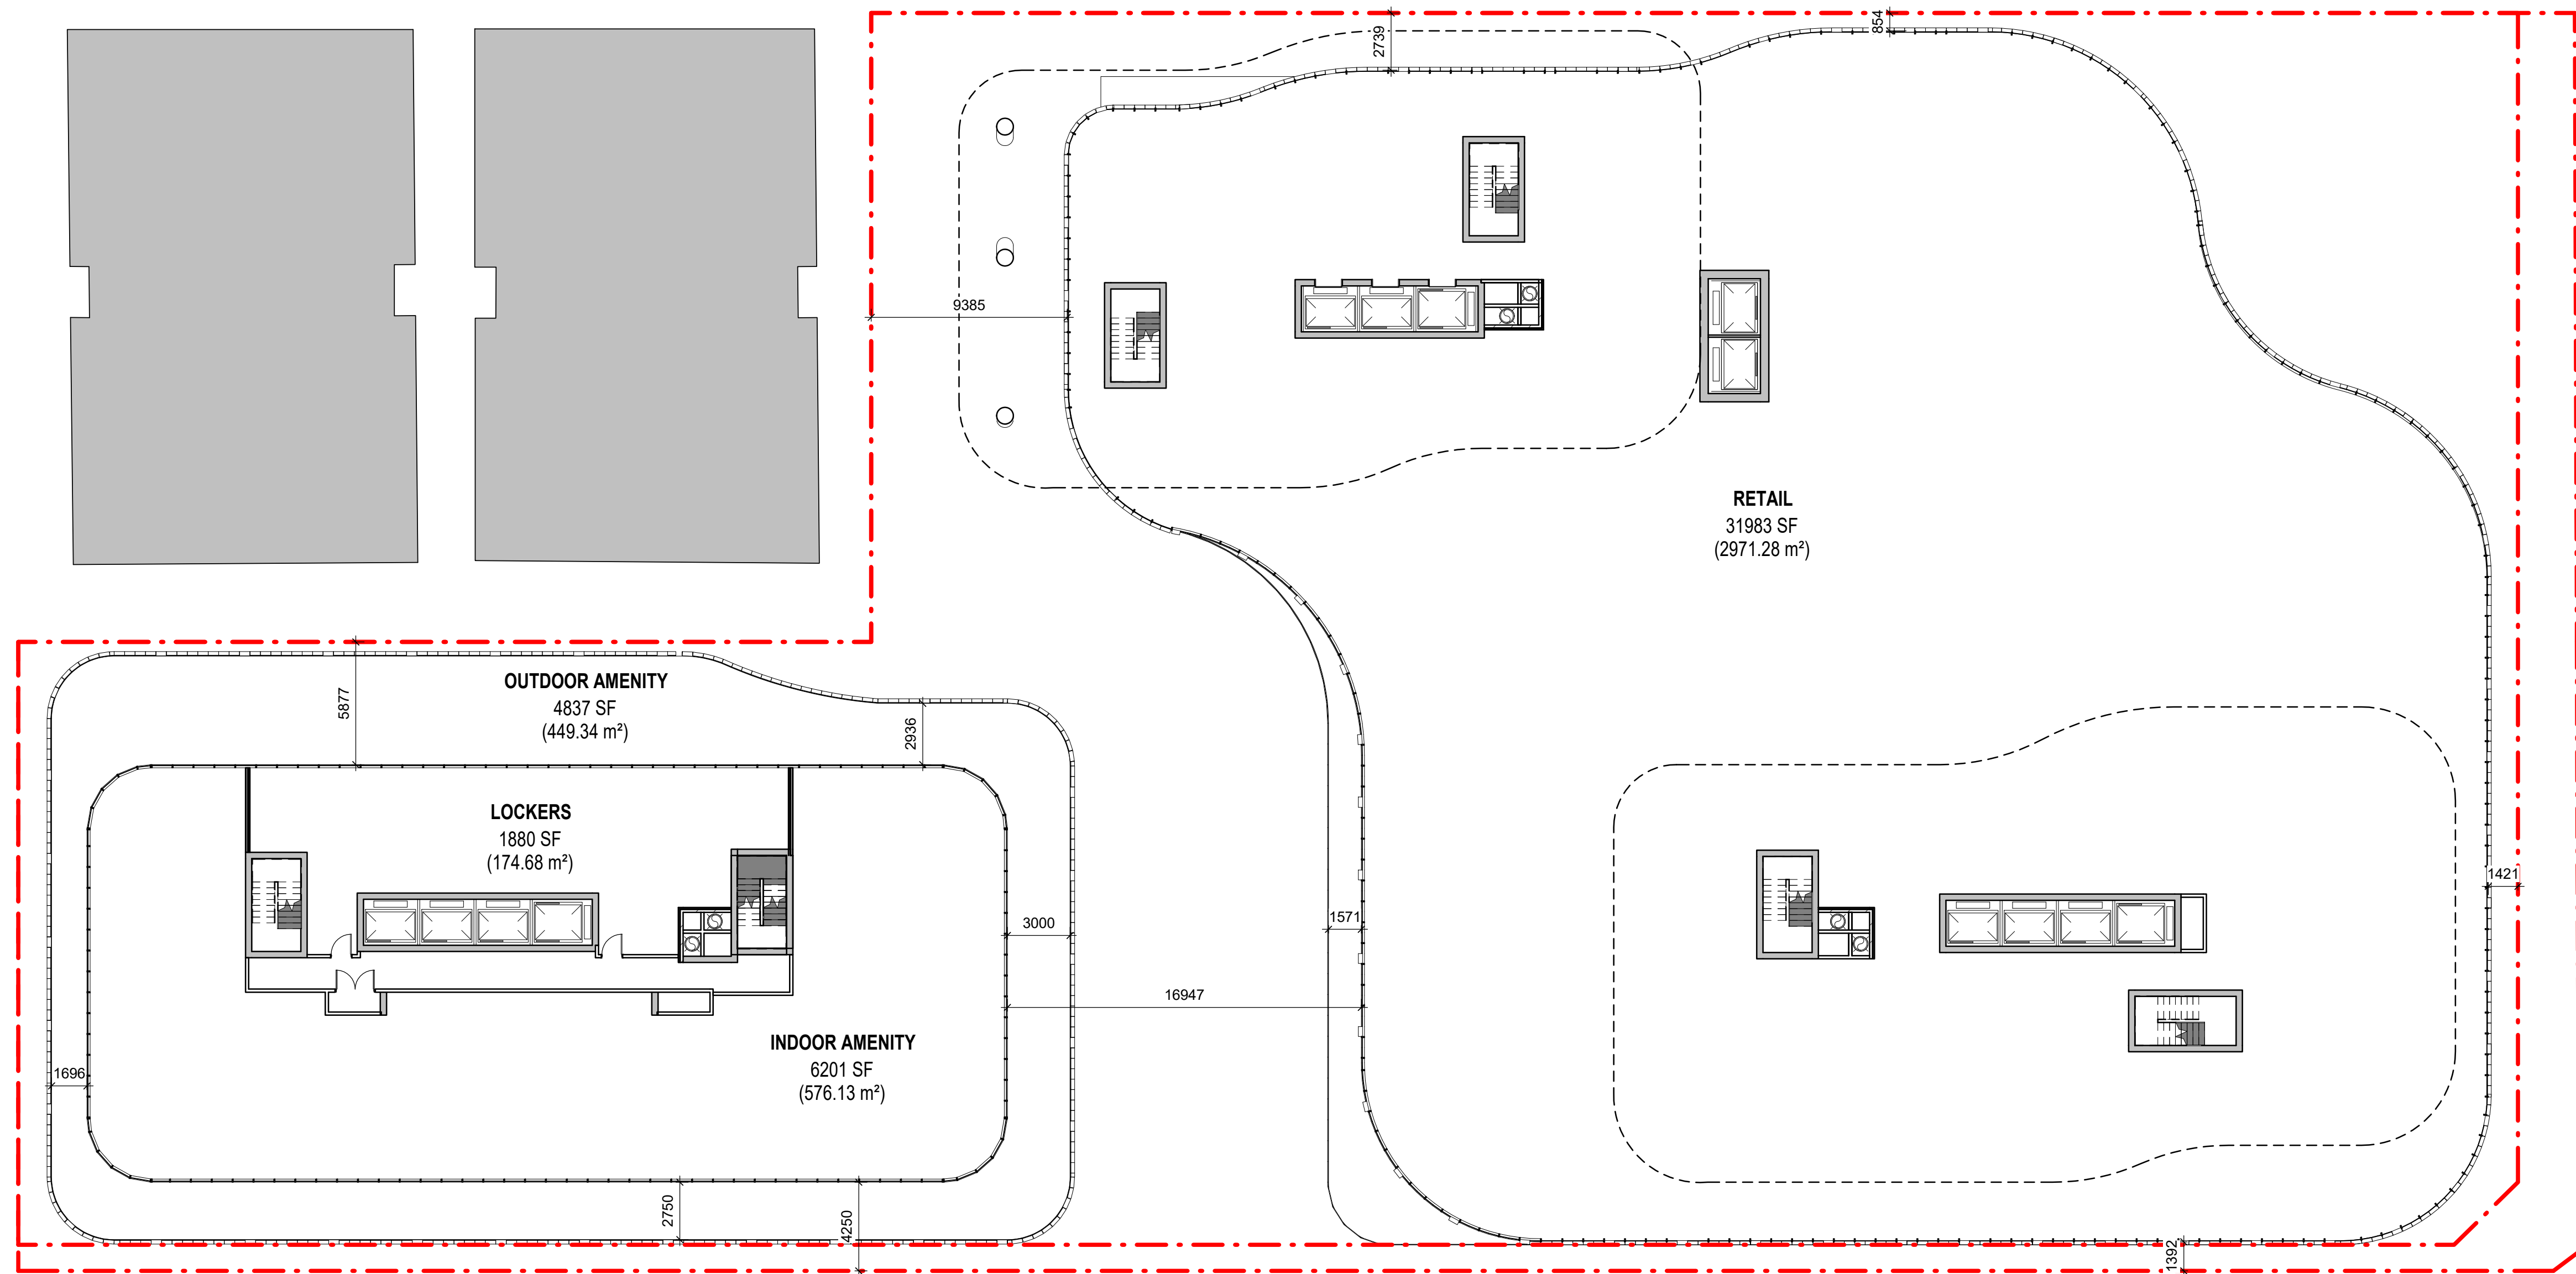 2739
854
9385
RETAIL
31983 SF
(2971.28 m²)
5877
OUTDOOR AMENITY
4837 SF
(449.34 m²)
2936
LOCKERS
1880 SF
(174.68 m²)
1421
3000
1571
16947
INDOOR AMENITY
6201 SF
(576.13 m²)
1696
2750
4250
1392